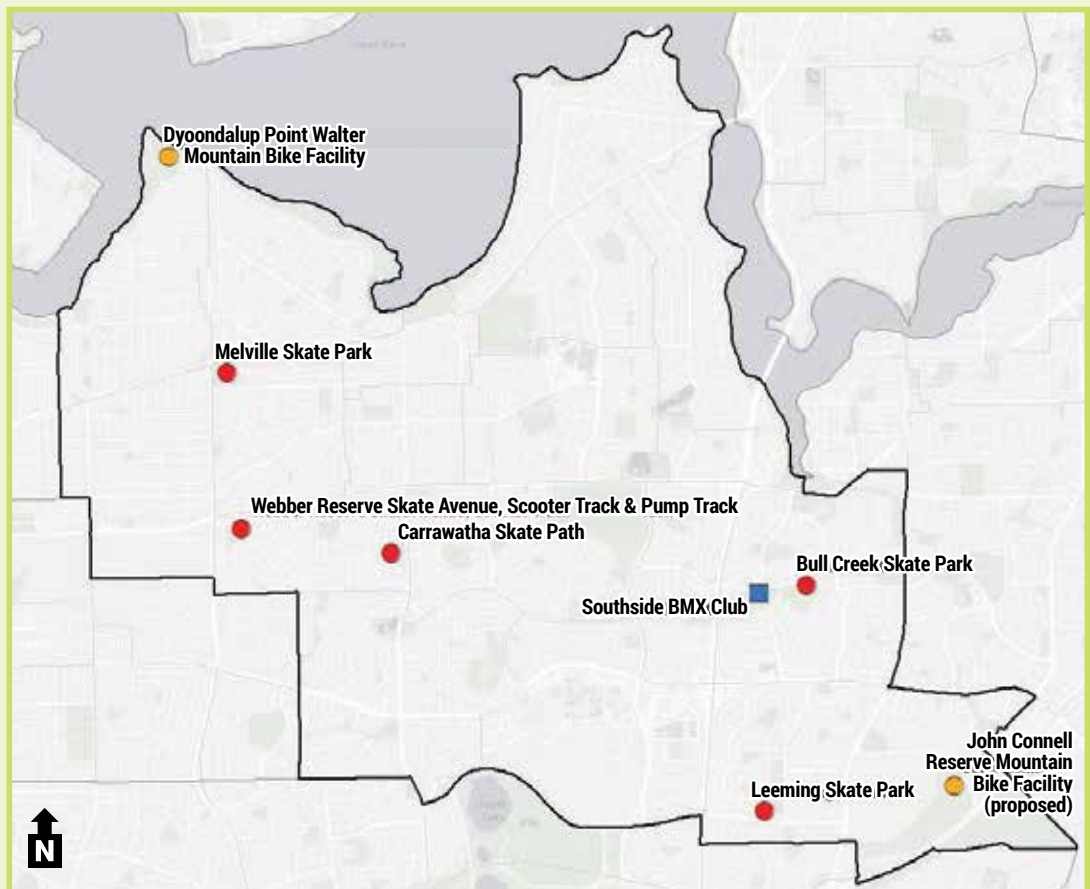 Dyoondalup Point Walter
Mountain Bike Facility
Melville Skate Park
Webber Reserve Skate Avenue, Scooter Track & Pump Track
Carrawatha Skate Path
Bull Creek Skate Park
Southside BMX Club
John Connell
Reserve Mountain
Bike Facility
(proposed)
Leeming Skate Park
N